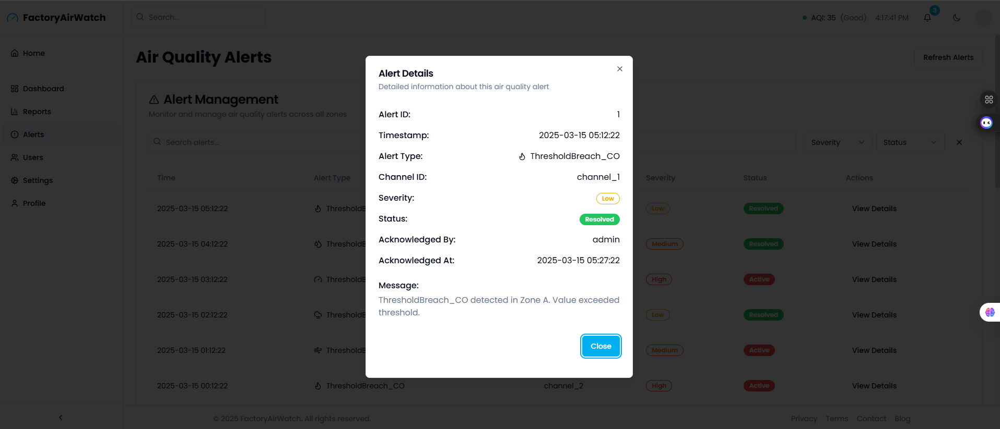 FactoryAirWatch
Search...
AQI: 35 (Good) 4:17:41 PM 3
Home
Dashboard
Reports
Alerts
Users
Settings
Profile
Air Quality Alerts
Refresh Alerts
Alert Management
Monitor and manage air quality alerts across all zones
Search alerts...
Severity Status
Time Alert Type Severity Status Actions
2025-03-15 05:12:22 ThresholdB Low Resolved View Details
2025-03-15 04:12:22 ThresholdB Medium Resolved View Details
2025-03-15 03:12:22 ThresholdB High Active View Details
2025-03-15 02:12:22 ThresholdB Low Resolved View Details
2025-03-15 01:12:22 ThresholdB Medium Active View Details
2025-03-15 00:12:22 ThresholdBreach_CO channel_2 High Active View Details
Alert Details
Detailed information about this air quality alert
Alert ID: 1
Timestamp: 2025-03-15 05:12:22
Alert Type: ThresholdBreach_CO
Channel ID: channel_1
Severity: Low
Status: Resolved
Acknowledged By: admin
Acknowledged At: 2025-03-15 05:27:22
Message:
ThresholdBreach_CO detected in Zone A. Value exceeded
threshold.
Close
© 2025 FactoryAirWatch. All rights reserved.
Privacy Terms Contact Blog